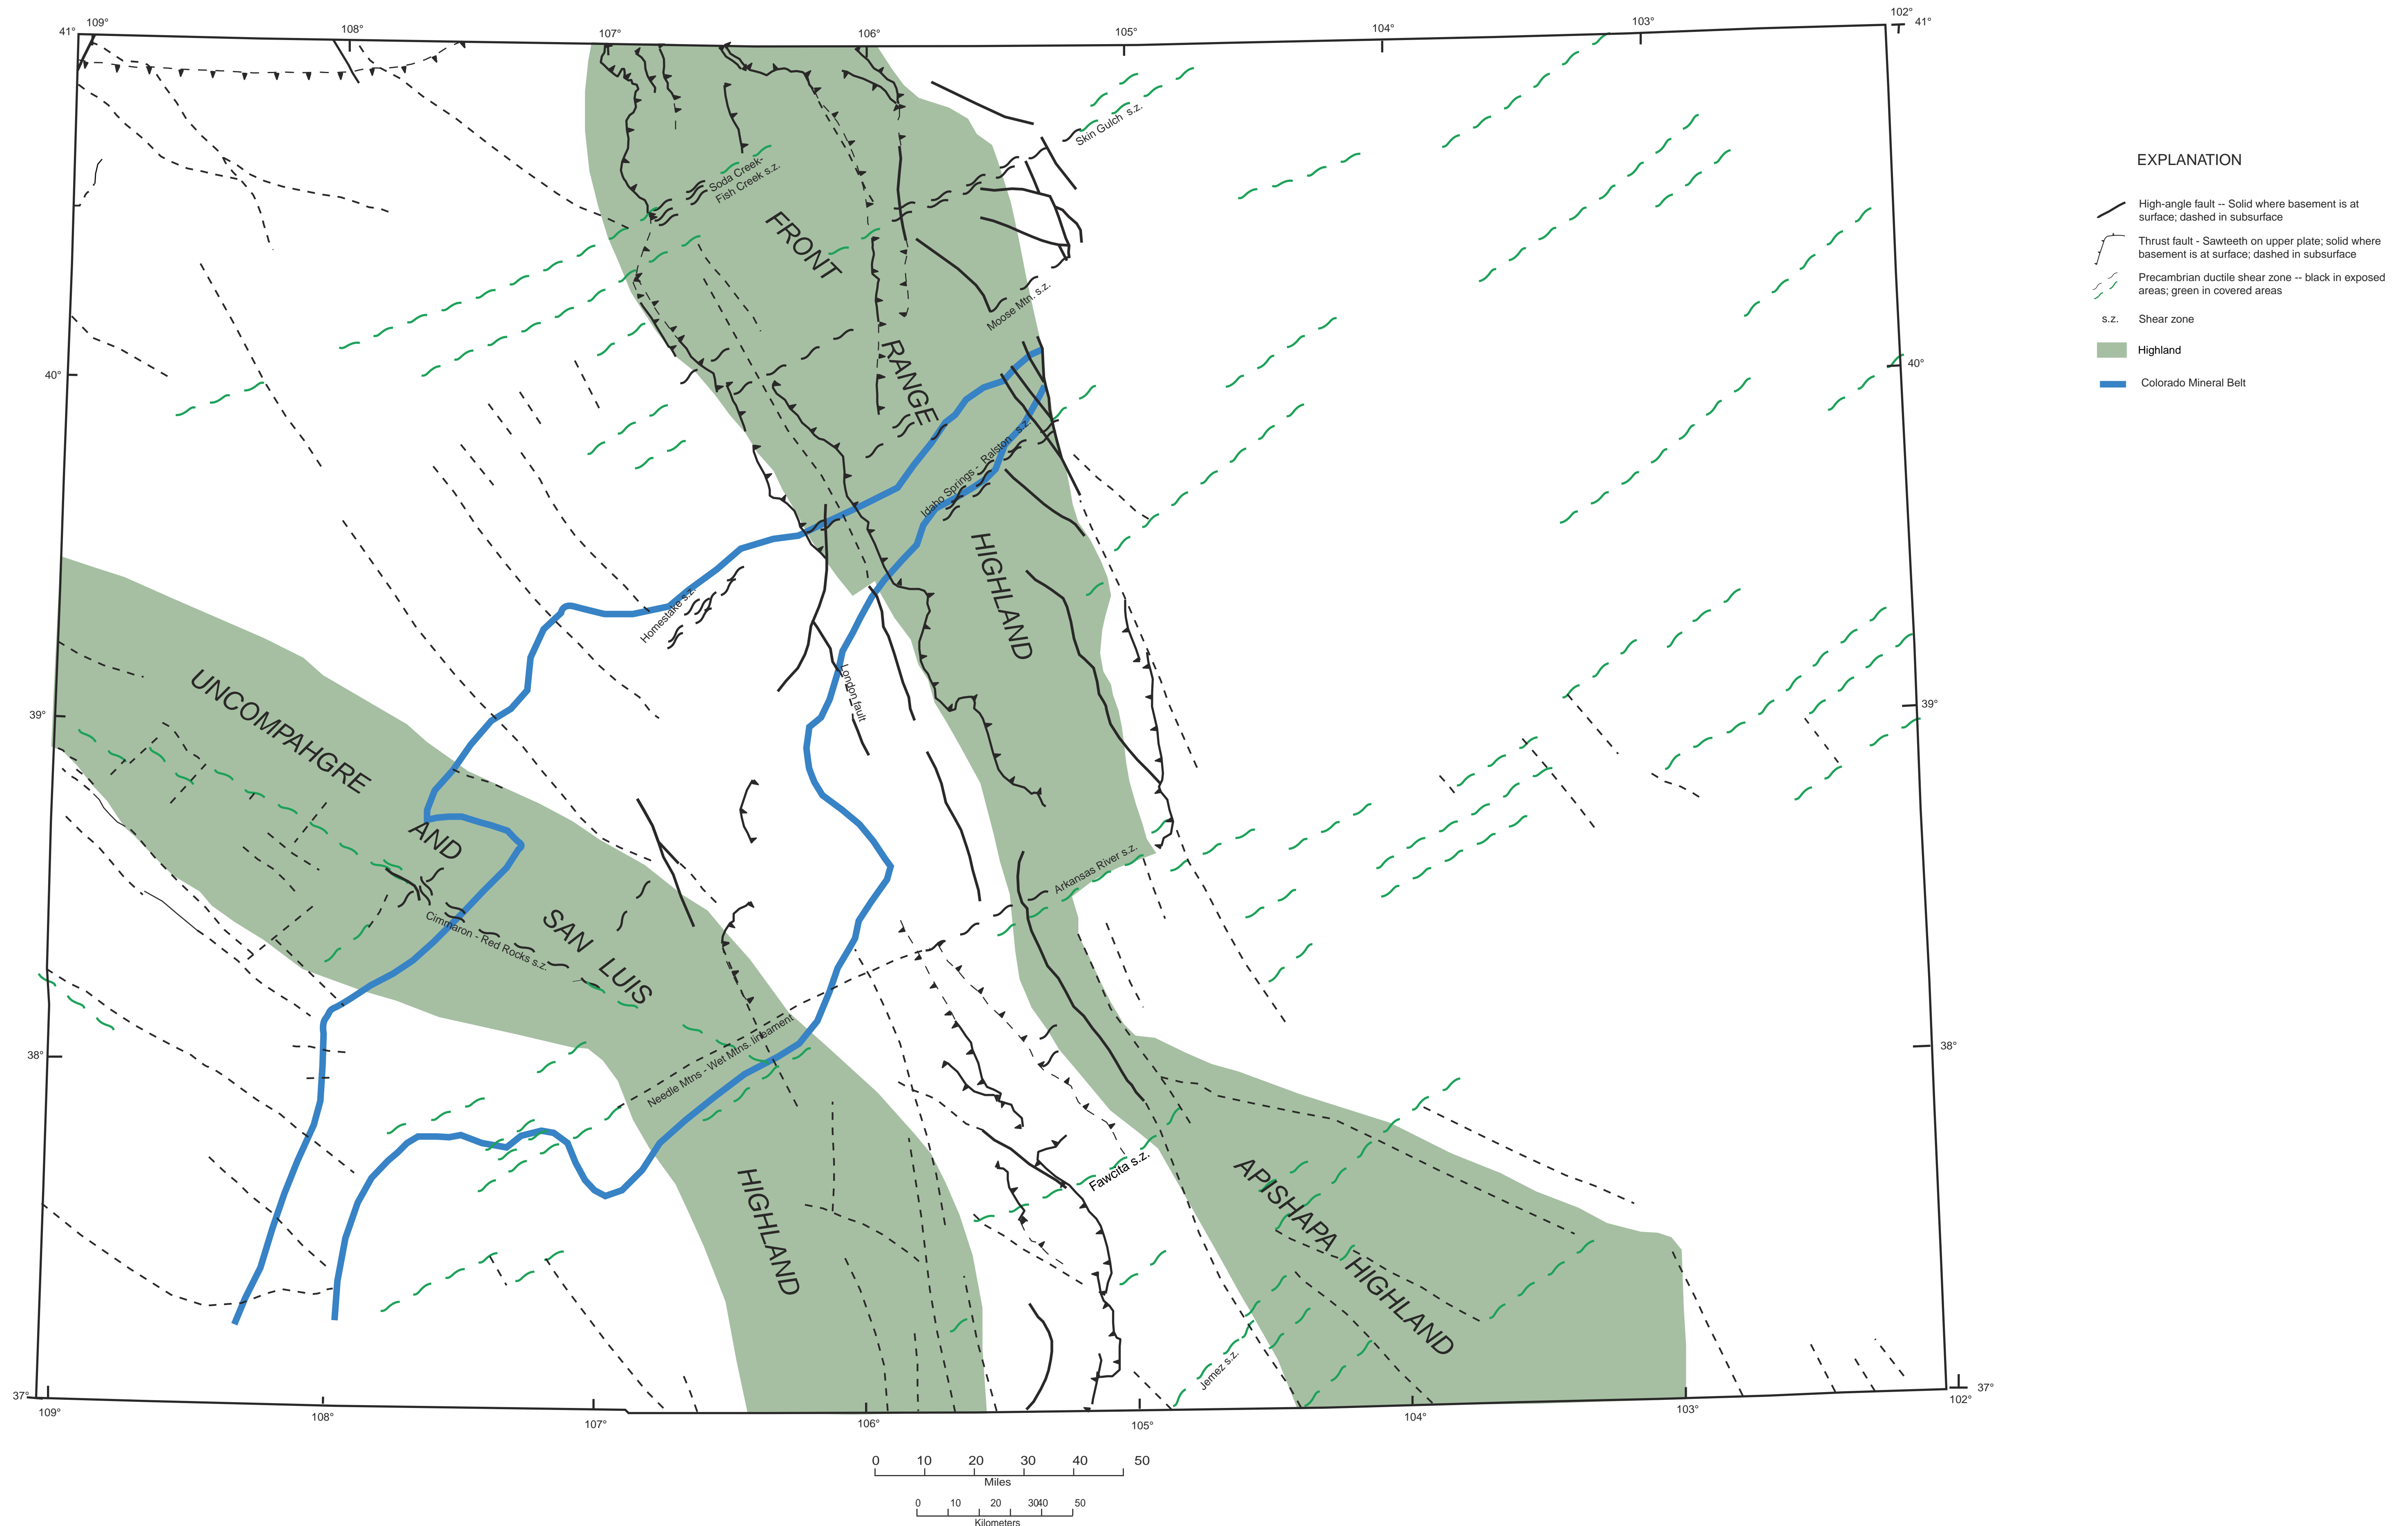 109°
108°
107°
106°
105°
104°
103°
102°
41°
41°
Skin Gulch s.z.
Soda Creek-
Fish Creek s.z.
FRONT
Moose Mtn. s.z.
RANGE
40°
40°
Idaho Springs - Ralston s.z.
HIGHLAND
Homestake s.z.
London fault
UNCOMPAHGRE
39°
39°
AND
Arkansas River s.z.
Cimmaron - Red Rocks s.z.
SAN
LUIS
38°
38°
Needle Mtns - Wet Mtns. lineament
HIGHLAND
Fawcita s.z.
APISHAPA
HIGHLAND
Jemez s.z.
37°
37°
109°
108°
107°
106°
105°
104°
103°
102°
0 10 20 30 40 50
Miles
0 10 20 3040 50
Kilometers
EXPLANATION
High-angle fault -- Solid where basement is at
surface; dashed in subsurface
Thrust fault - Sawteeth on upper plate; solid where
basement is at surface; dashed in subsurface
Precambrian ductile shear zone -- black in exposed
areas; green in covered areas
s.z. Shear zone
Highland
Colorado Mineral Belt